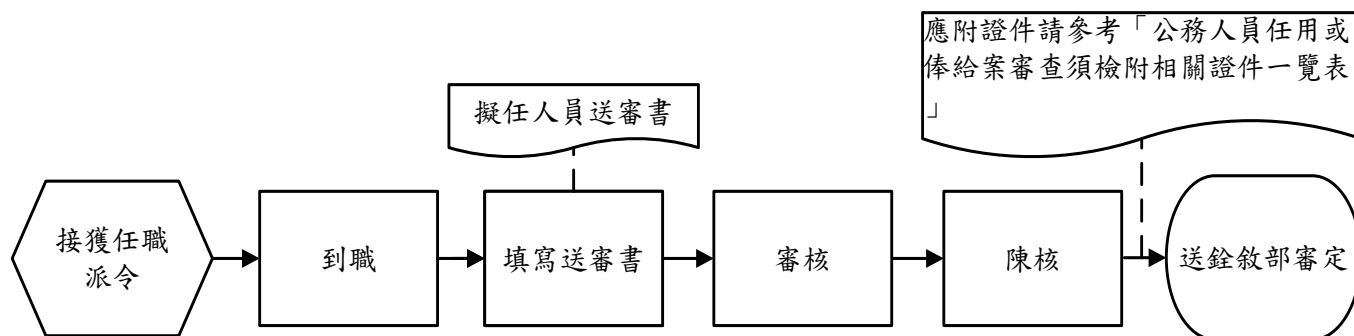 應附證件請參考「公務人員任用或
俸給案審查須檢附相關證件一覽表
」
擬任人員送審書
接獲任職
派令
到職
填寫送審書
審核
陳核
送銓敘部審定